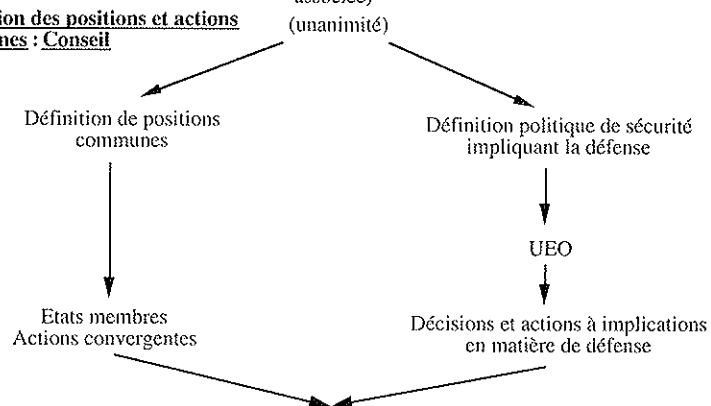 ion des positions et actions
nes : Conseil
(unanimité)
Définition de positions
communes
Définition politique de sécurité
impliquant la défense
UEO
Etats membres
Actions convergentes
Décisions et actions à implications
en matière de défense